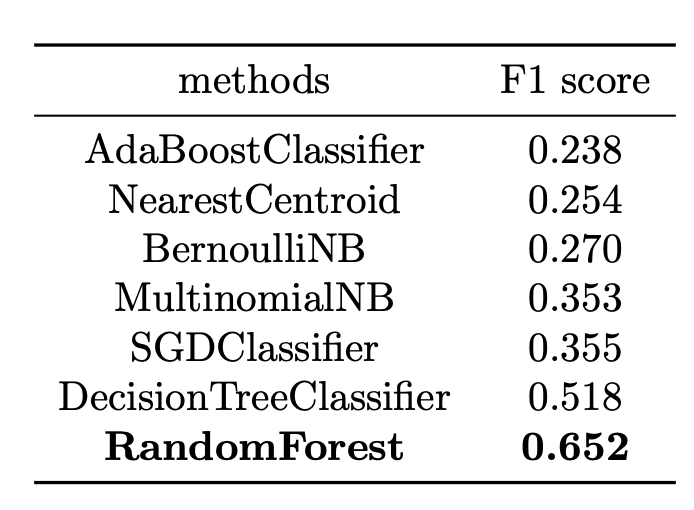 methods F1 score
AdaBoostClassifier 0.238
NearestCentroid 0.254
BernoulliNB 0.270
MultinomialNB 0.353
SGDClassifier 0.355
DecisionTreeClassifier 0.518
RandomForest 0.652